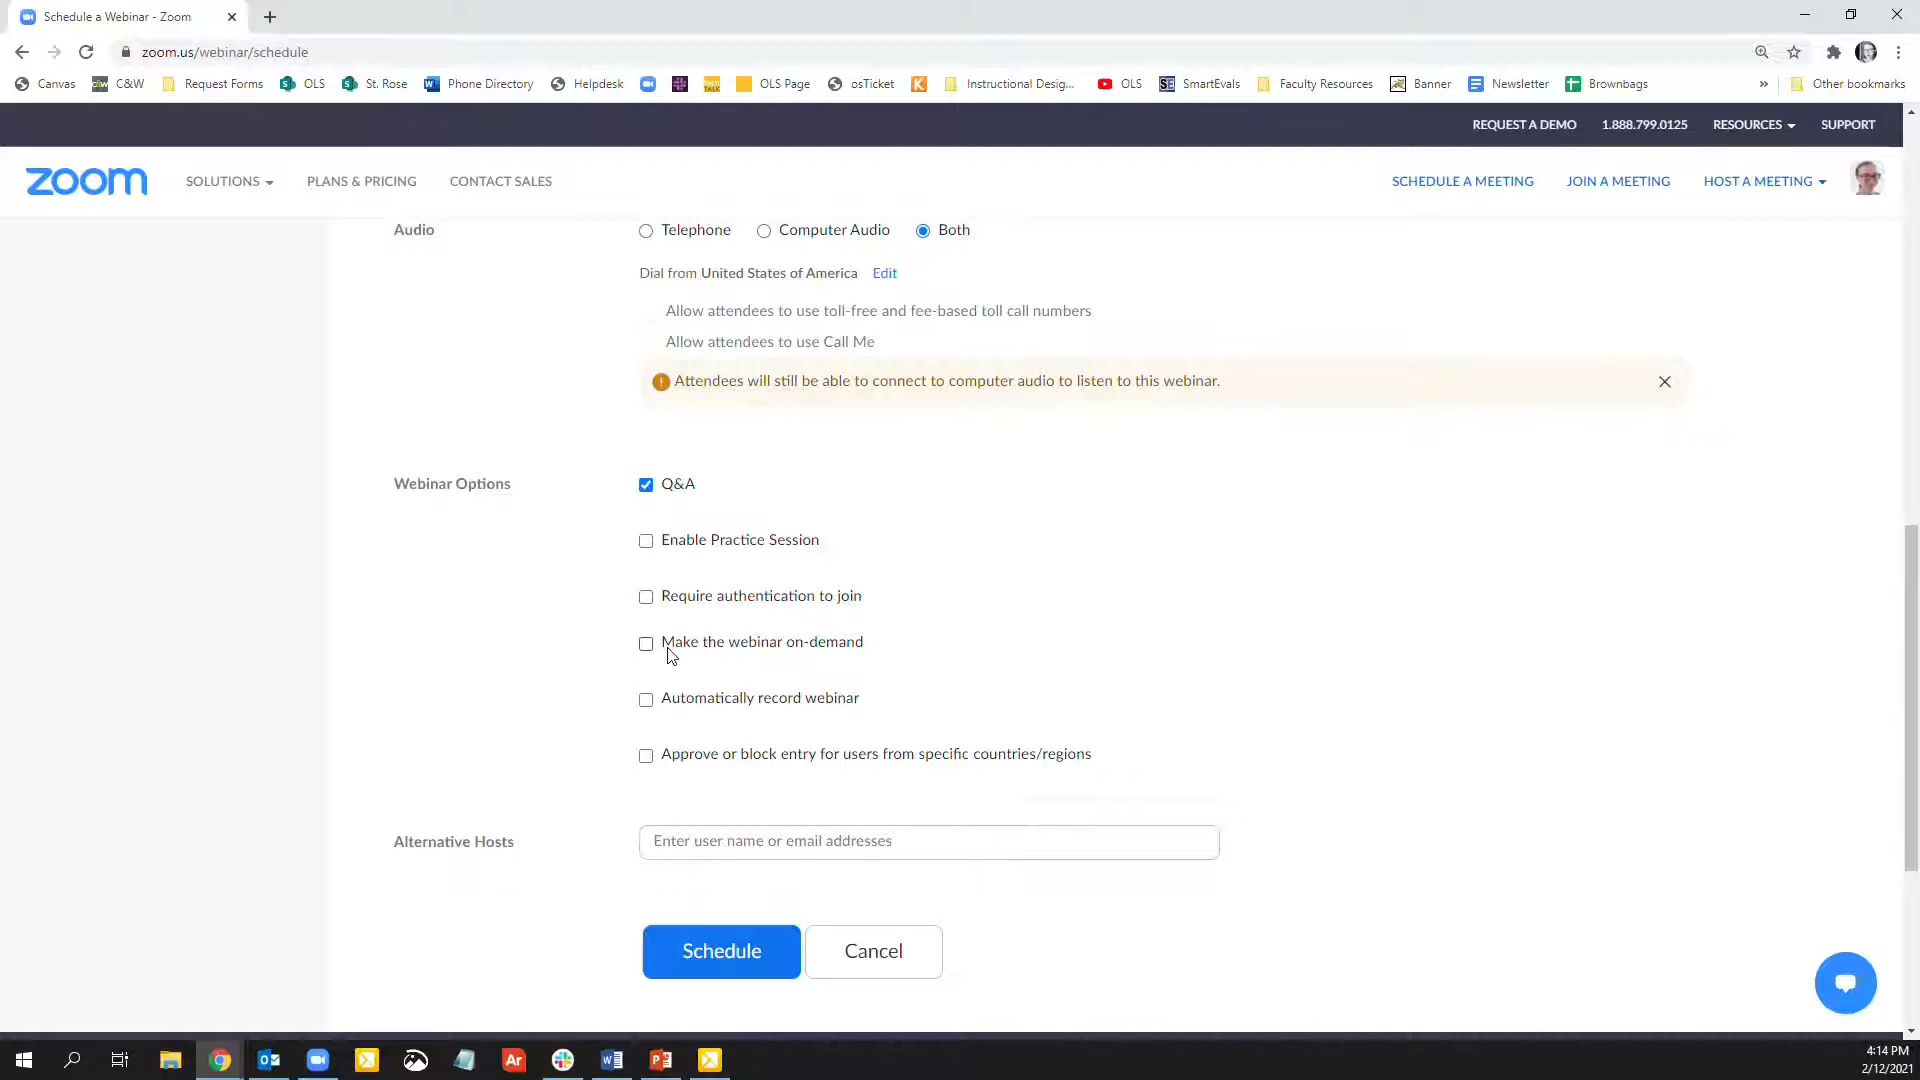 Schedule a Webinar - Zoom
zoom.us/webinar/schedule
Canvas C&W Request Forms OLS St. Rose Phone Directory Helpdesk OLS Page osTicket Instructional Desig... OLS SmartEvals Faculty Resources Banner Newsletter Brownbags » Other bookmarks
REQUEST A DEMO 1.888.799.0125 RESOURCES SUPPORT
zoom SOLUTIONS PLANS & PRICING CONTACT SALES SCHEDULE A MEETING JOIN A MEETING HOST A MEETING
Audio Telephone Computer Audio Both
Dial from United States of America Edit
Allow attendees to use toll-free and fee-based toll call numbers
Allow attendees to use Call Me
Attendees will still be able to connect to computer audio to listen to this webinar.
Webinar Options Q&A
Enable Practice Session
Require authentication to join
Make the webinar on-demand
Automatically record webinar
Approve or block entry for users from specific countries/regions
Alternative Hosts Enter user name or email addresses
Schedule Cancel
4:14 PM
2/12/2021